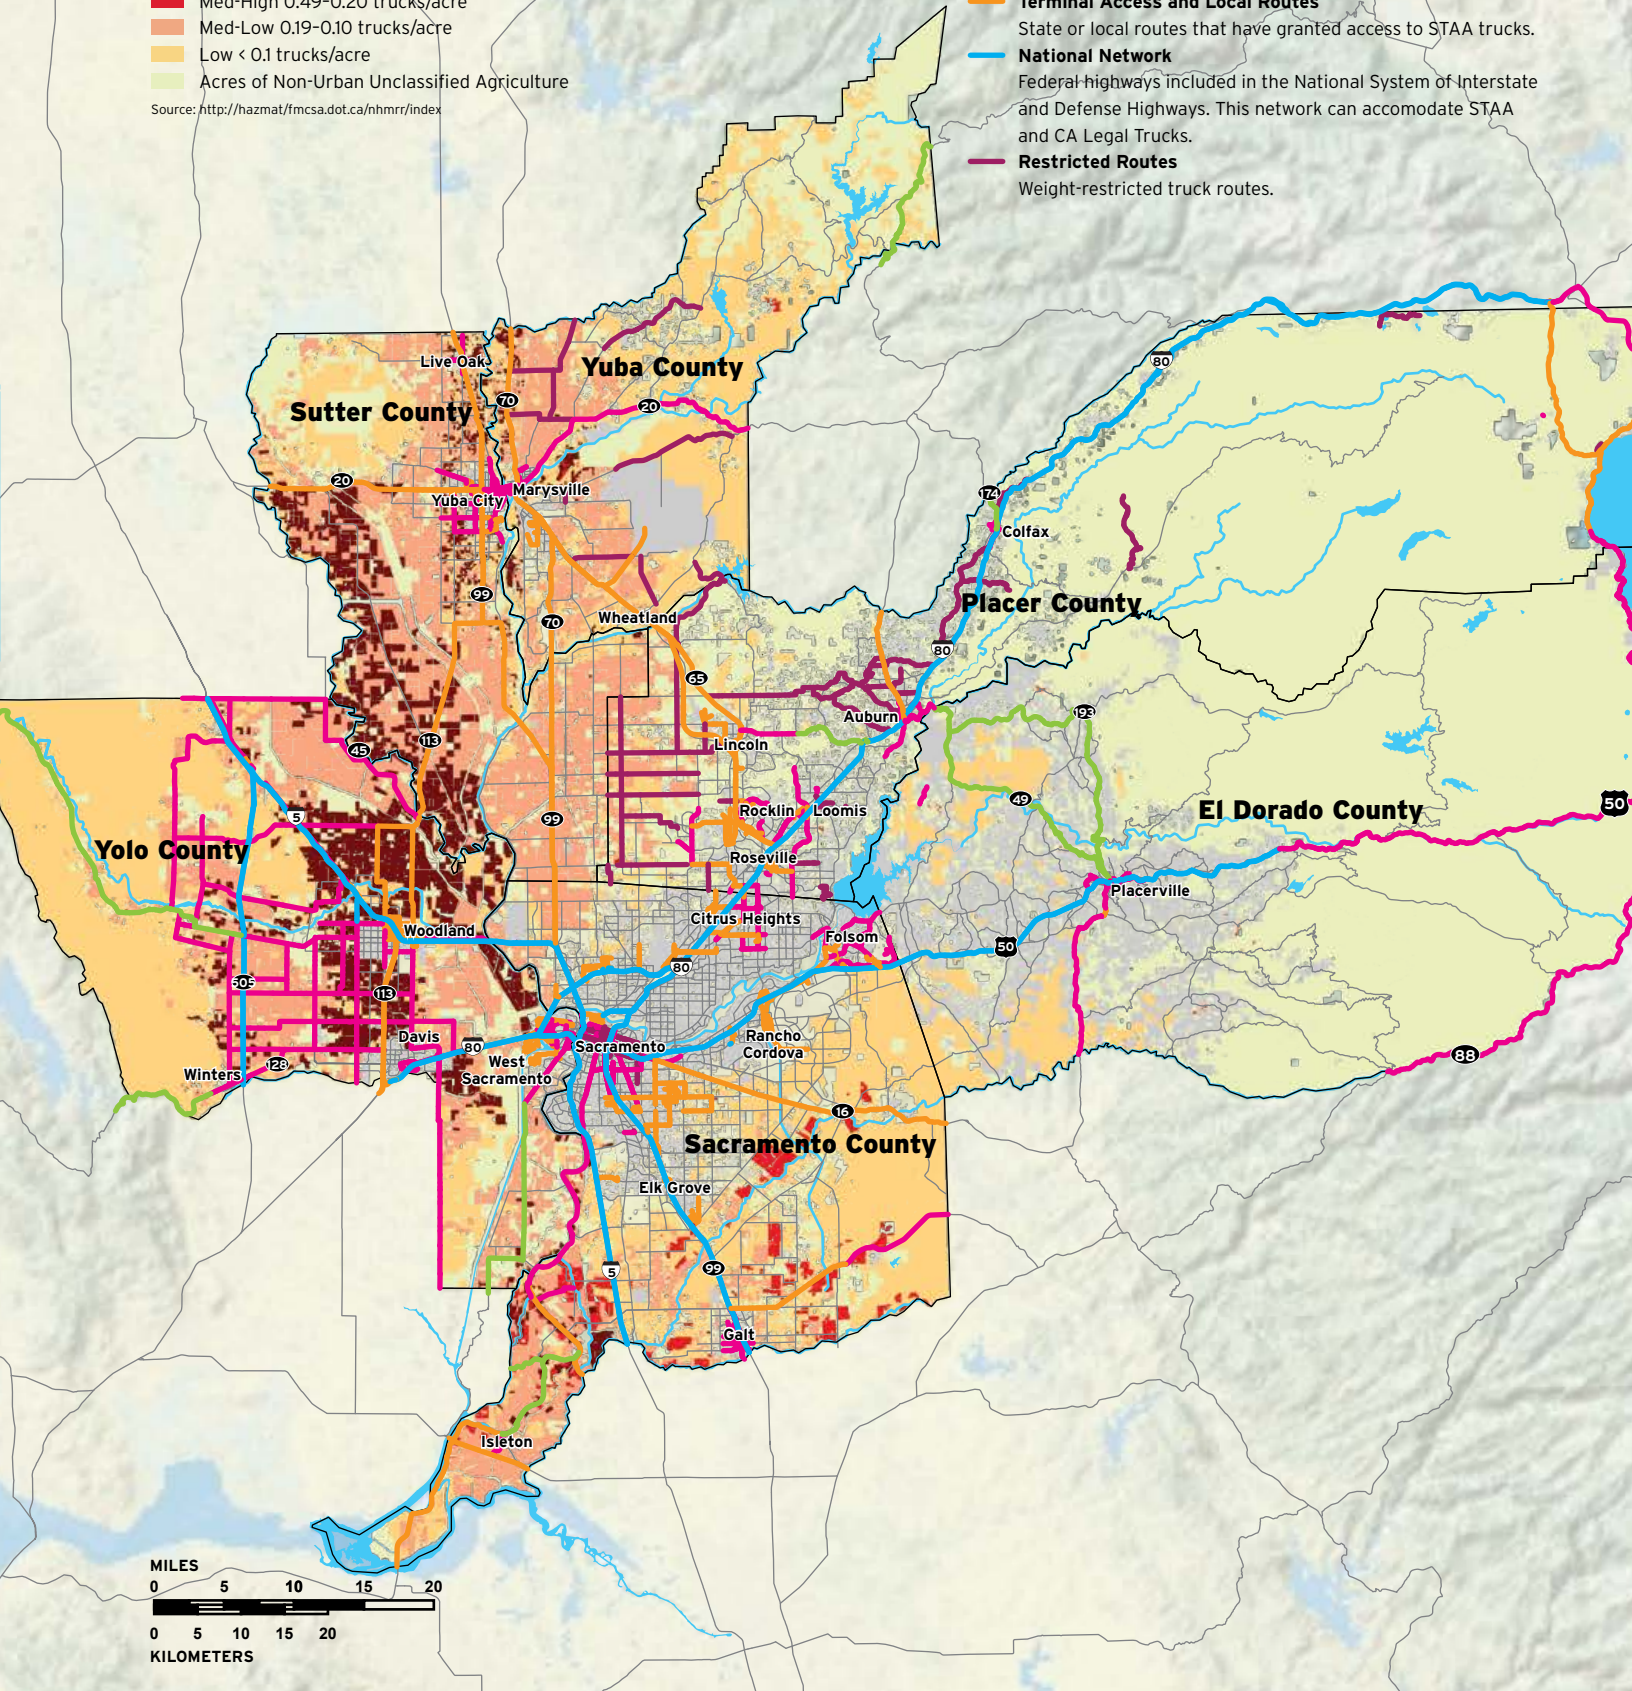 Med-High 0.49–0.20 trucks/acre
Med-Low 0.19–0.10 trucks/acre
Low < 0.1 trucks/acre
Acres of Non-Urban Unclassified Agriculture
Source: http://hazmat/fmcsa.dot.ca/nhmrr/index
Terminal Access and Local Routes
State or local routes that have granted access to STAA trucks.
National Network
Federal highways included in the National System of Interstate
and Defense Highways. This network can accomodate STAA
and CA Legal Trucks.
Restricted Routes
Weight-restricted truck routes.
Live Oak
Yuba County
80
70
20
Sutter County
20
Marysville
Yuba City
174
Colfax
99
70
Wheatland
Placer County
80
65
Auburn
193
45
113
Lincoln
49
50
5
99
Rocklin
Loomis
El Dorado County
Yolo County
Roseville
Placerville
Citrus Heights
Woodland
Folsom
50
80
505
113
Davis
80
Sacramento
Rancho
Cordova
West
Sacramento
Winters
128
88
16
Sacramento County
Elk Grove
5
99
Galt
Isleton
MILES
0 5 10 15 20
0 5 10 15 20
KILOMETERS